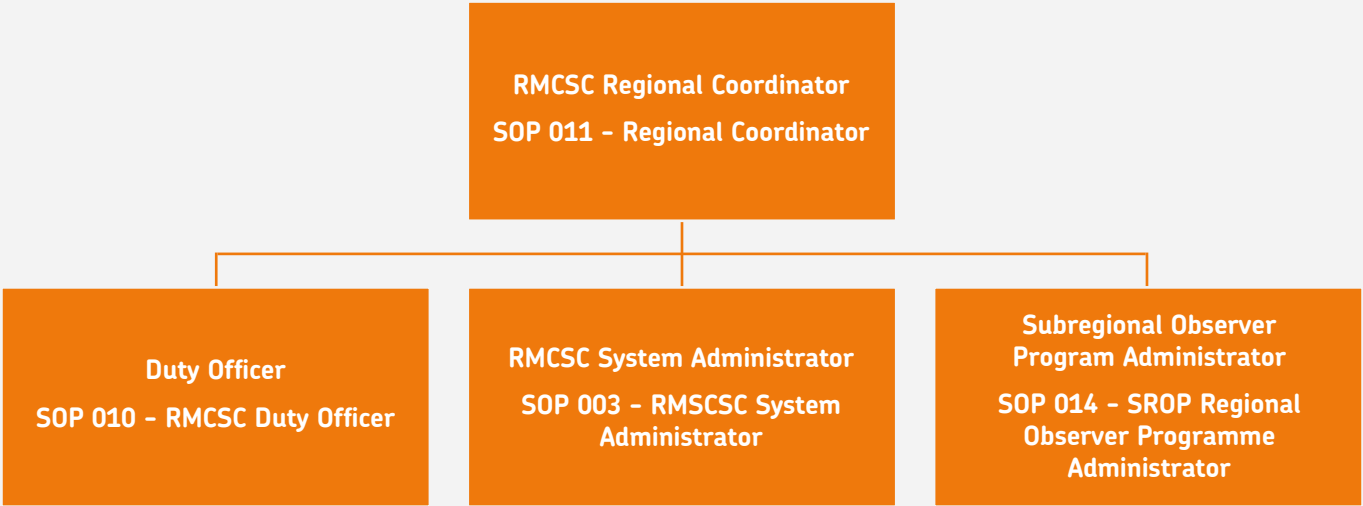 RMCSC Regional Coordinator
SOP 011 - Regional Coordinator
Duty Officer
SOP 010 - RMCSC Duty Officer
RMCSC System Administrator
SOP 003 - RMSCSC System
Administrator
Subregional Observer
Program Administrator
SOP 014 - SROP Regional
Observer Programme
Administrator